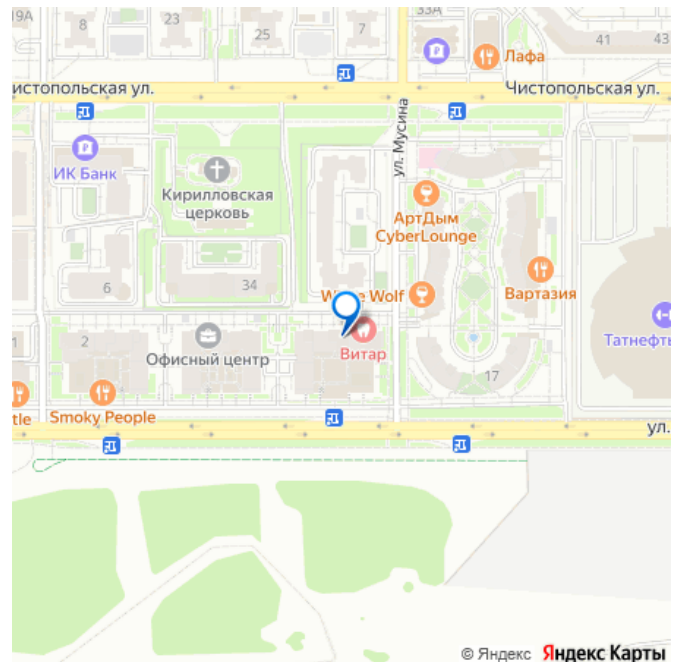 19А
8
23
25
7
33А
41
43
Лафа
истопольская ул.
Чистопольская ул.
ИК Банк
Кирилловская
церковь
ул. Мусина
АртДым
CyberLounge
Вартазия
6
34
Wolf
Татнефть
2
1
Офисный центр
Витар
17
tle
Smoky People
ул.
© Яндекс Яндекс Карты